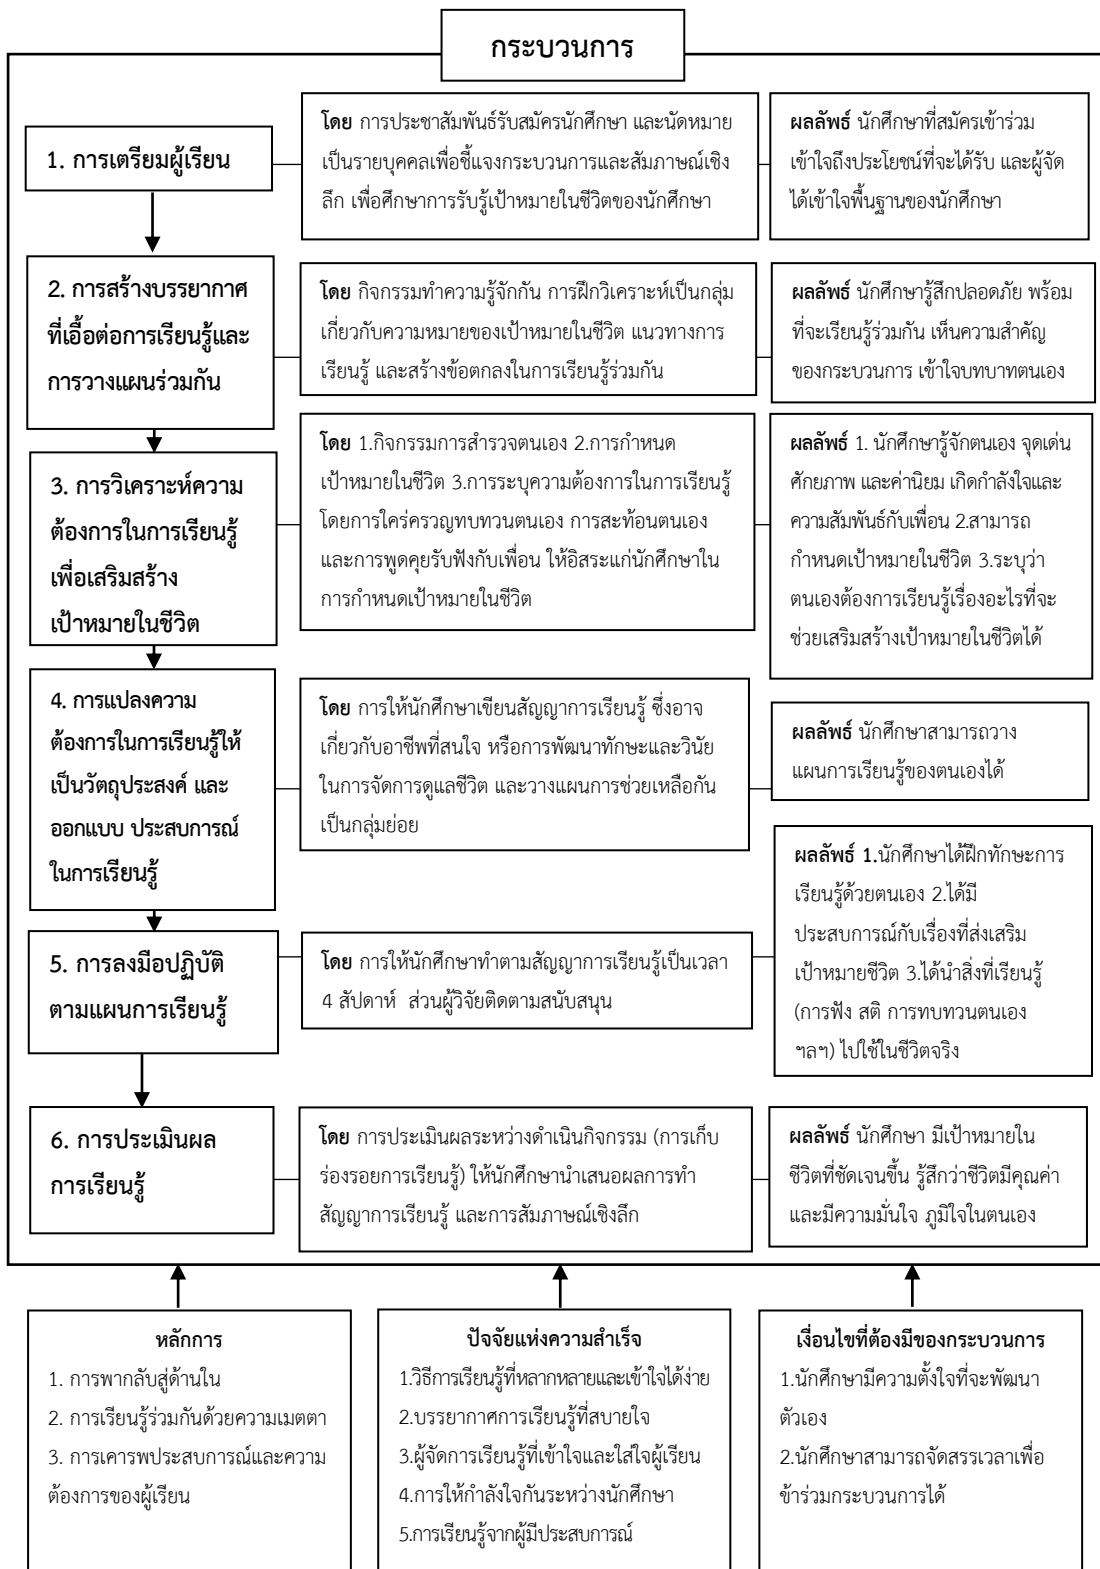 กระบวนการ
1. การเตรียมผู้เรียน
โดย การประชาสัมพันธ์รับสมัครนักศึกษา และนัดหมาย
เป็นรายบุคคลเพื่อชี้แจงกระบวนการและสัมภาษณ์เชิง
ลึก เพื่อศึกษาการรับรู้เป้าหมายในชีวิตของนักศึกษา
ผลลัพธ์ นักศึกษาที่สมัครเข้าร่วม
เข้าใจถึงประโยชน์ที่จะได้รับ และผู้จัด
ได้เข้าใจพื้นฐานของนักศึกษา
2. การสร้างบรรยากาศ
ที่เอื้อต่อการเรียนรู้และ
การวางแผนร่วมกัน
โดย กิจกรรมทำความรู้จักกัน การฝึกวิเคราะห์เป็นกลุ่ม
เกี่ยวกับความหมายของเป้าหมายในชีวิต แนวทางการ
เรียนรู้ และสร้างข้อตกลงในการเรียนรู้ร่วมกัน
ผลลัพธ์ นักศึกษารู้สึกปลอดภัย พร้อม
ที่จะเรียนรู้ร่วมกัน เห็นความสำคัญ
ของกระบวนการ เข้าใจบทบาทตนเอง
3. การวิเคราะห์ความ
ต้องการในการเรียนรู้
เพื่อเสริมสร้าง
เป้าหมายในชีวิต
โดย 1.กิจกรรมการสำรวจตนเอง 2.การกำหนด
เป้าหมายในชีวิต 3.การระบุความต้องการในการเรียนรู้
โดยการใคร่ครวญทบทวนตนเอง การสะท้อนตนเอง
และการพูดคุยรับฟังกับเพื่อน ให้อิสระแก่นักศึกษาใน
การกำหนดเป้าหมายในชีวิต
ผลลัพธ์ 1. นักศึกษารู้จักตนเอง จุดเด่น
ศักยภาพ และค่านิยม เกิดกำลังใจและ
ความสัมพันธ์กับเพื่อน 2.สามารถ
กำหนดเป้าหมายในชีวิต 3.ระบุว่า
ตนเองต้องการเรียนรู้เรื่องอะไรที่จะ
ช่วยเสริมสร้างเป้าหมายในชีวิตได้
4. การแปลงความ
ต้องการในการเรียนรู้ให้
เป็นวัตถุประสงค์ และ
ออกแบบ ประสบการณ์
ในการเรียนรู้
โดย การให้นักศึกษาเขียนสัญญาการเรียนรู้ ซึ่งอาจ
เกี่ยวกับอาชีพที่สนใจ หรือการพัฒนาทักษะและวินัย
ในการจัดการดูแลชีวิต และวางแผนการช่วยเหลือกัน
เป็นกลุ่มย่อย
ผลลัพธ์ นักศึกษาสามารถวาง
แผนการเรียนรู้ของตนเองได้
5. การลงมือปฏิบัติ
ตามแผนการเรียนรู้
โดย การให้นักศึกษาทำตามสัญญาการเรียนรู้เป็นเวลา
4 สัปดาห์ ส่วนผู้วิจัยติดตามสนับสนุน
ผลลัพธ์ 1.นักศึกษาได้ฝึกทักษะการ
เรียนรู้ด้วยตนเอง 2.ได้มี
ประสบการณ์กับเรื่องที่ส่งเสริม
เป้าหมายชีวิต 3.ได้นำสิ่งที่เรียนรู้
(การฟัง สติ การทบทวนตนเอง
ฯลฯ) ไปใช้ในชีวิตจริง
6. การประเมินผล
การเรียนรู้
โดย การประเมินผลระหว่างดำเนินกิจกรรม (การเก็บ
ร่องรอยการเรียนรู้) ให้นักศึกษานำเสนอผลการทำ
สัญญาการเรียนรู้ และการสัมภาษณ์เชิงลึก
ผลลัพธ์ นักศึกษา มีเป้าหมายใน
ชีวิตที่ชัดเจนขึ้น รู้สึกว่าชีวิตมีคุณค่า
และมีความมั่นใจ ภูมิใจในตนเอง
หลักการ
1. การพากลับสู่ด้านใน
2. การเรียนรู้ร่วมกันด้วยความเมตตา
3. การเคารพประสบการณ์และความ
ต้องการของผู้เรียน
ปัจจัยแห่งความสำเร็จ
1.วิธีการเรียนรู้ที่หลากหลายและเข้าใจได้ง่าย
2.บรรยากาศการเรียนรู้ที่สบายใจ
3.ผู้จัดการเรียนรู้ที่เข้าใจและใส่ใจผู้เรียน
4.การให้กำลังใจกันระหว่างนักศึกษา
5.การเรียนรู้จากผู้มีประสบการณ์
เงื่อนไขที่ต้องมีของกระบวนการ
1.นักศึกษามีความตั้งใจที่จะพัฒนา
ตัวเอง
2.นักศึกษาสามารถจัดสรรเวลาเพื่อ
ข้าร่วมกระบวนการได้